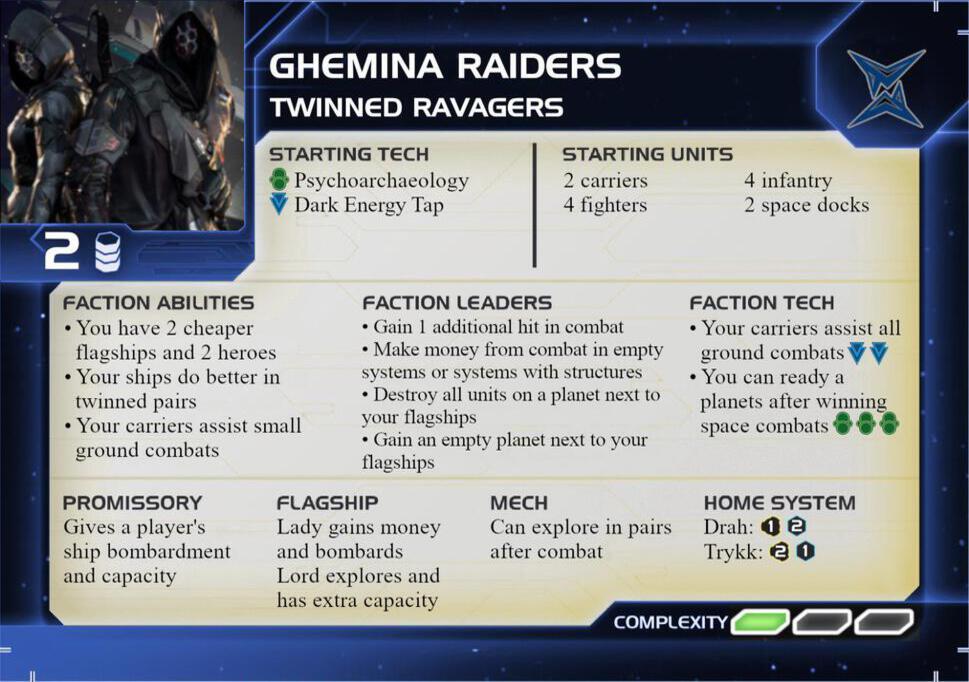 GHEMINA RAIDERS
TWINNED RAVAGERS
STARTING TECH
Psychoarchaeology
Dark Energy Tap
STARTING UNITS
2 carriers
4 fighters
4 infantry
2 space docks
2
FACTION ABILITIES
• You have 2 cheaper
flagships and 2 heroes
• Your ships do better in
twinned pairs
• Your carriers assist small
ground combats
FACTION LEADERS
• Gain 1 additional hit in combat
• Make money from combat in empty
systems or systems with structures
• Destroy all units on a planet next to
your flagships
• Gain an empty planet next to your
flagships
FACTION TECH
• Your carriers assist all
ground combats
• You can ready a
planets after winning
space combats
PROMISSORY
Gives a player's
ship bombardment
and capacity
FLAGSHIP
Lady gains money
and bombards
Lord explores and
has extra capacity
MECH
Can explore in pairs
after combat
HOME SYSTEM
Drah: 1 2
Trykk: 2 1
COMPLEXITY